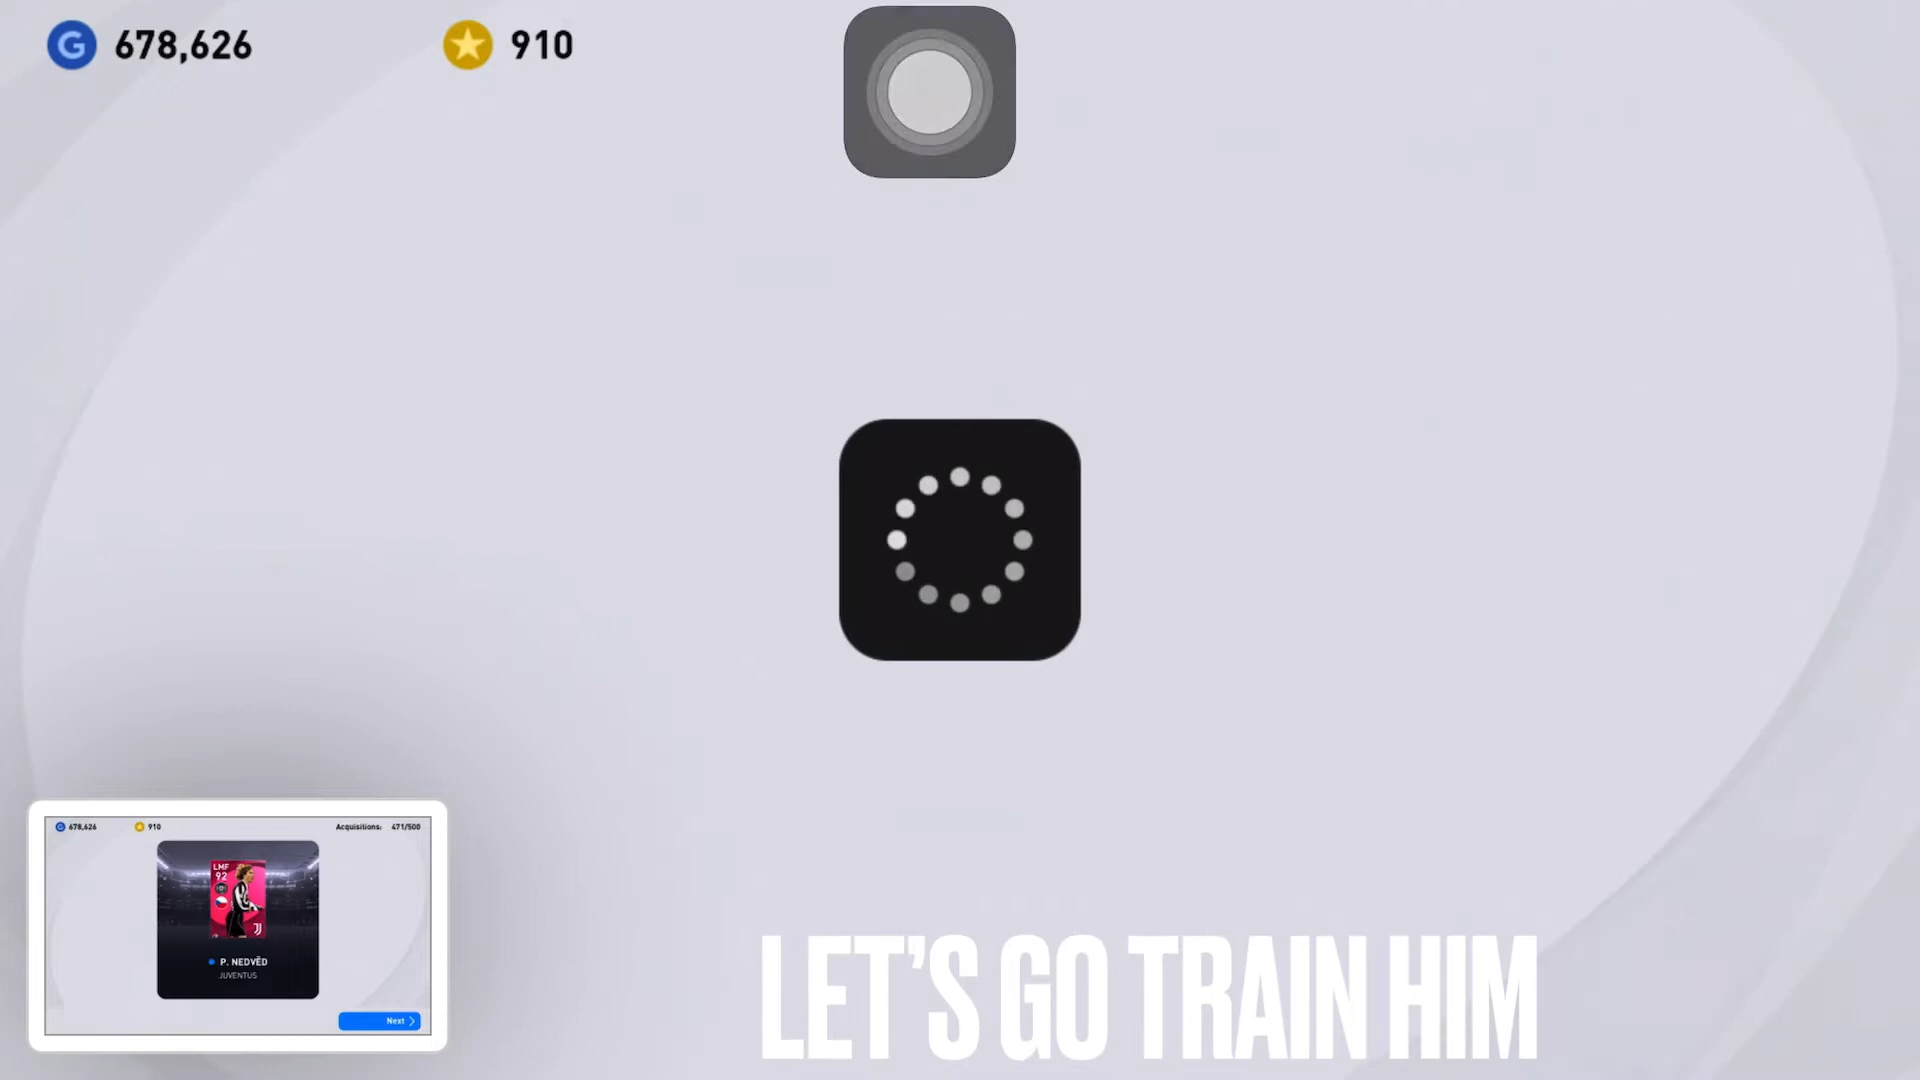 G 678,626
910
G 678,626
910
Acquisitions: 471/500
LMF
92
P. NEDVĚD
JUVENTUS
Next
LET'S GO TRAIN HIM